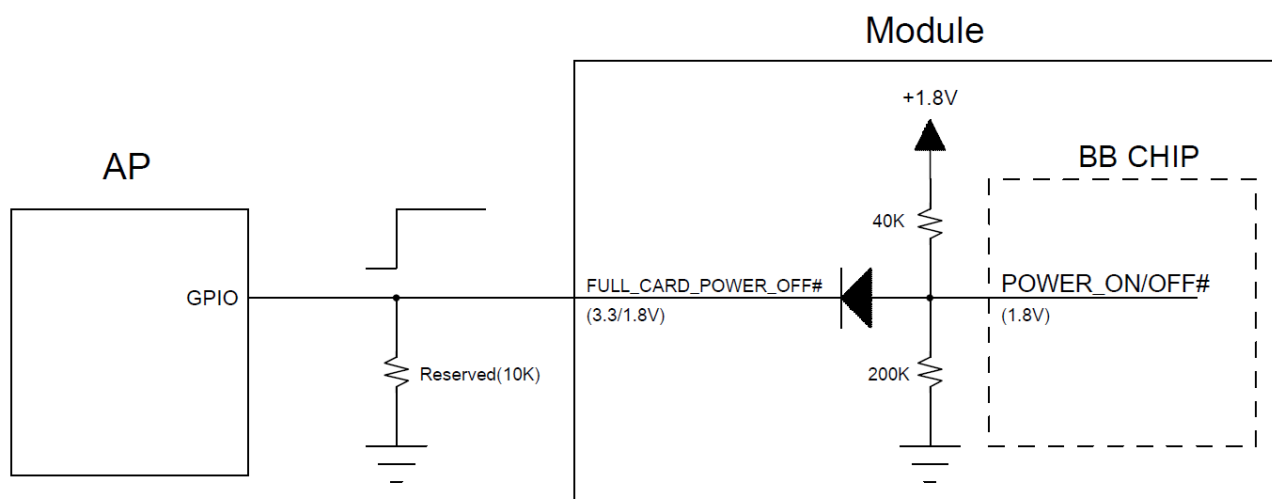 Module
+1.8V
AP
BB CHIP
40K
GPIO
FULL_CARD_POWER_OFF#
(3.3/1.8V)
POWER_ON/OFF#
(1.8V)
Reserved(10K)
200K